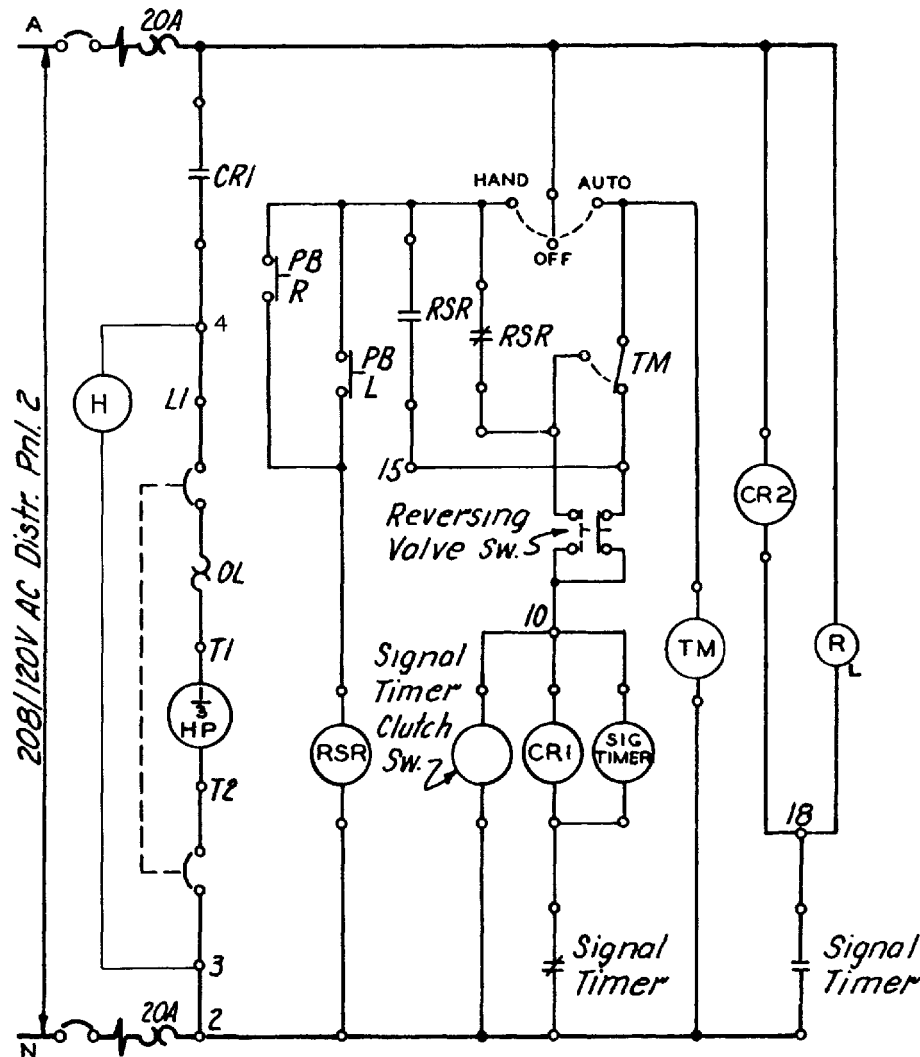 A
20A
CR1
HAND
AUTO
OFF
PB
R
RSR
RSR
4
PB
L
TM
H
L1
15
CR2
Reversing
Valve Sw.
208/120V AC Distr. Pnl. 2
OL
10
T1
Signal
Timer
Clutch
Sw.
TM
R
L
1/3
HP
RSR
CR1
SIG
TIMER
T2
18
3
Signal
Timer
Signal
Timer
20A
2
N